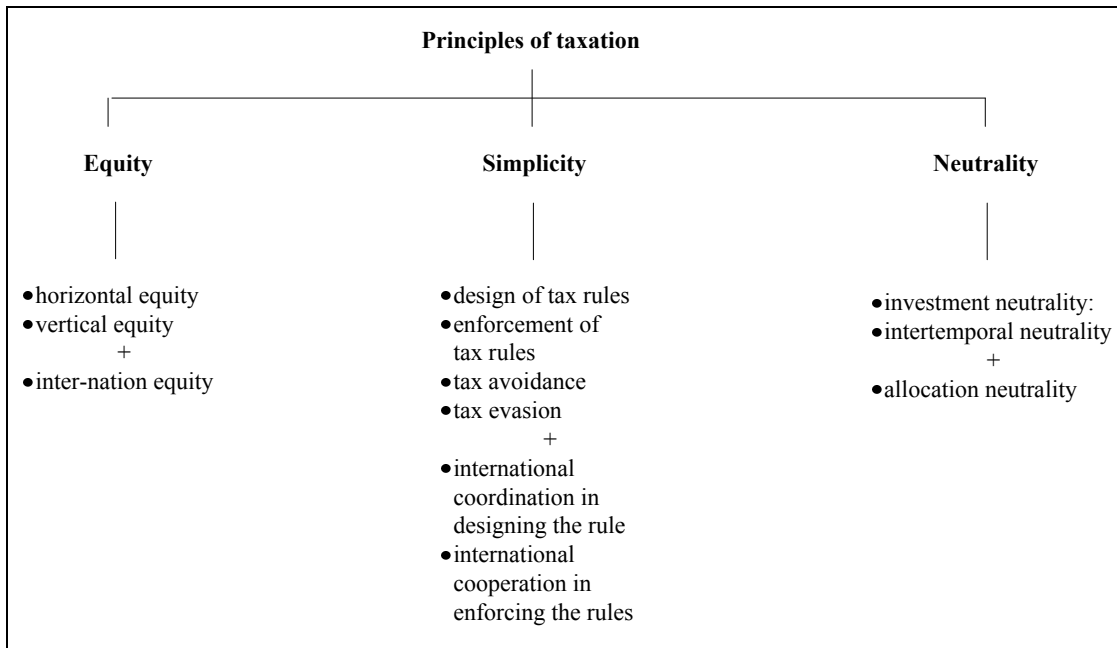 Principles of taxation
Equity
Simplicity
Neutrality
•horizontal equity
•vertical equity
+
•inter-nation equity
•design of tax rules
•enforcement of
tax rules
•tax avoidance
•tax evasion
+
•international
coordination in
designing the rule
•international
cooperation in
enforcing the rules
•investment neutrality:
•intertemporal neutrality
+
•allocation neutrality